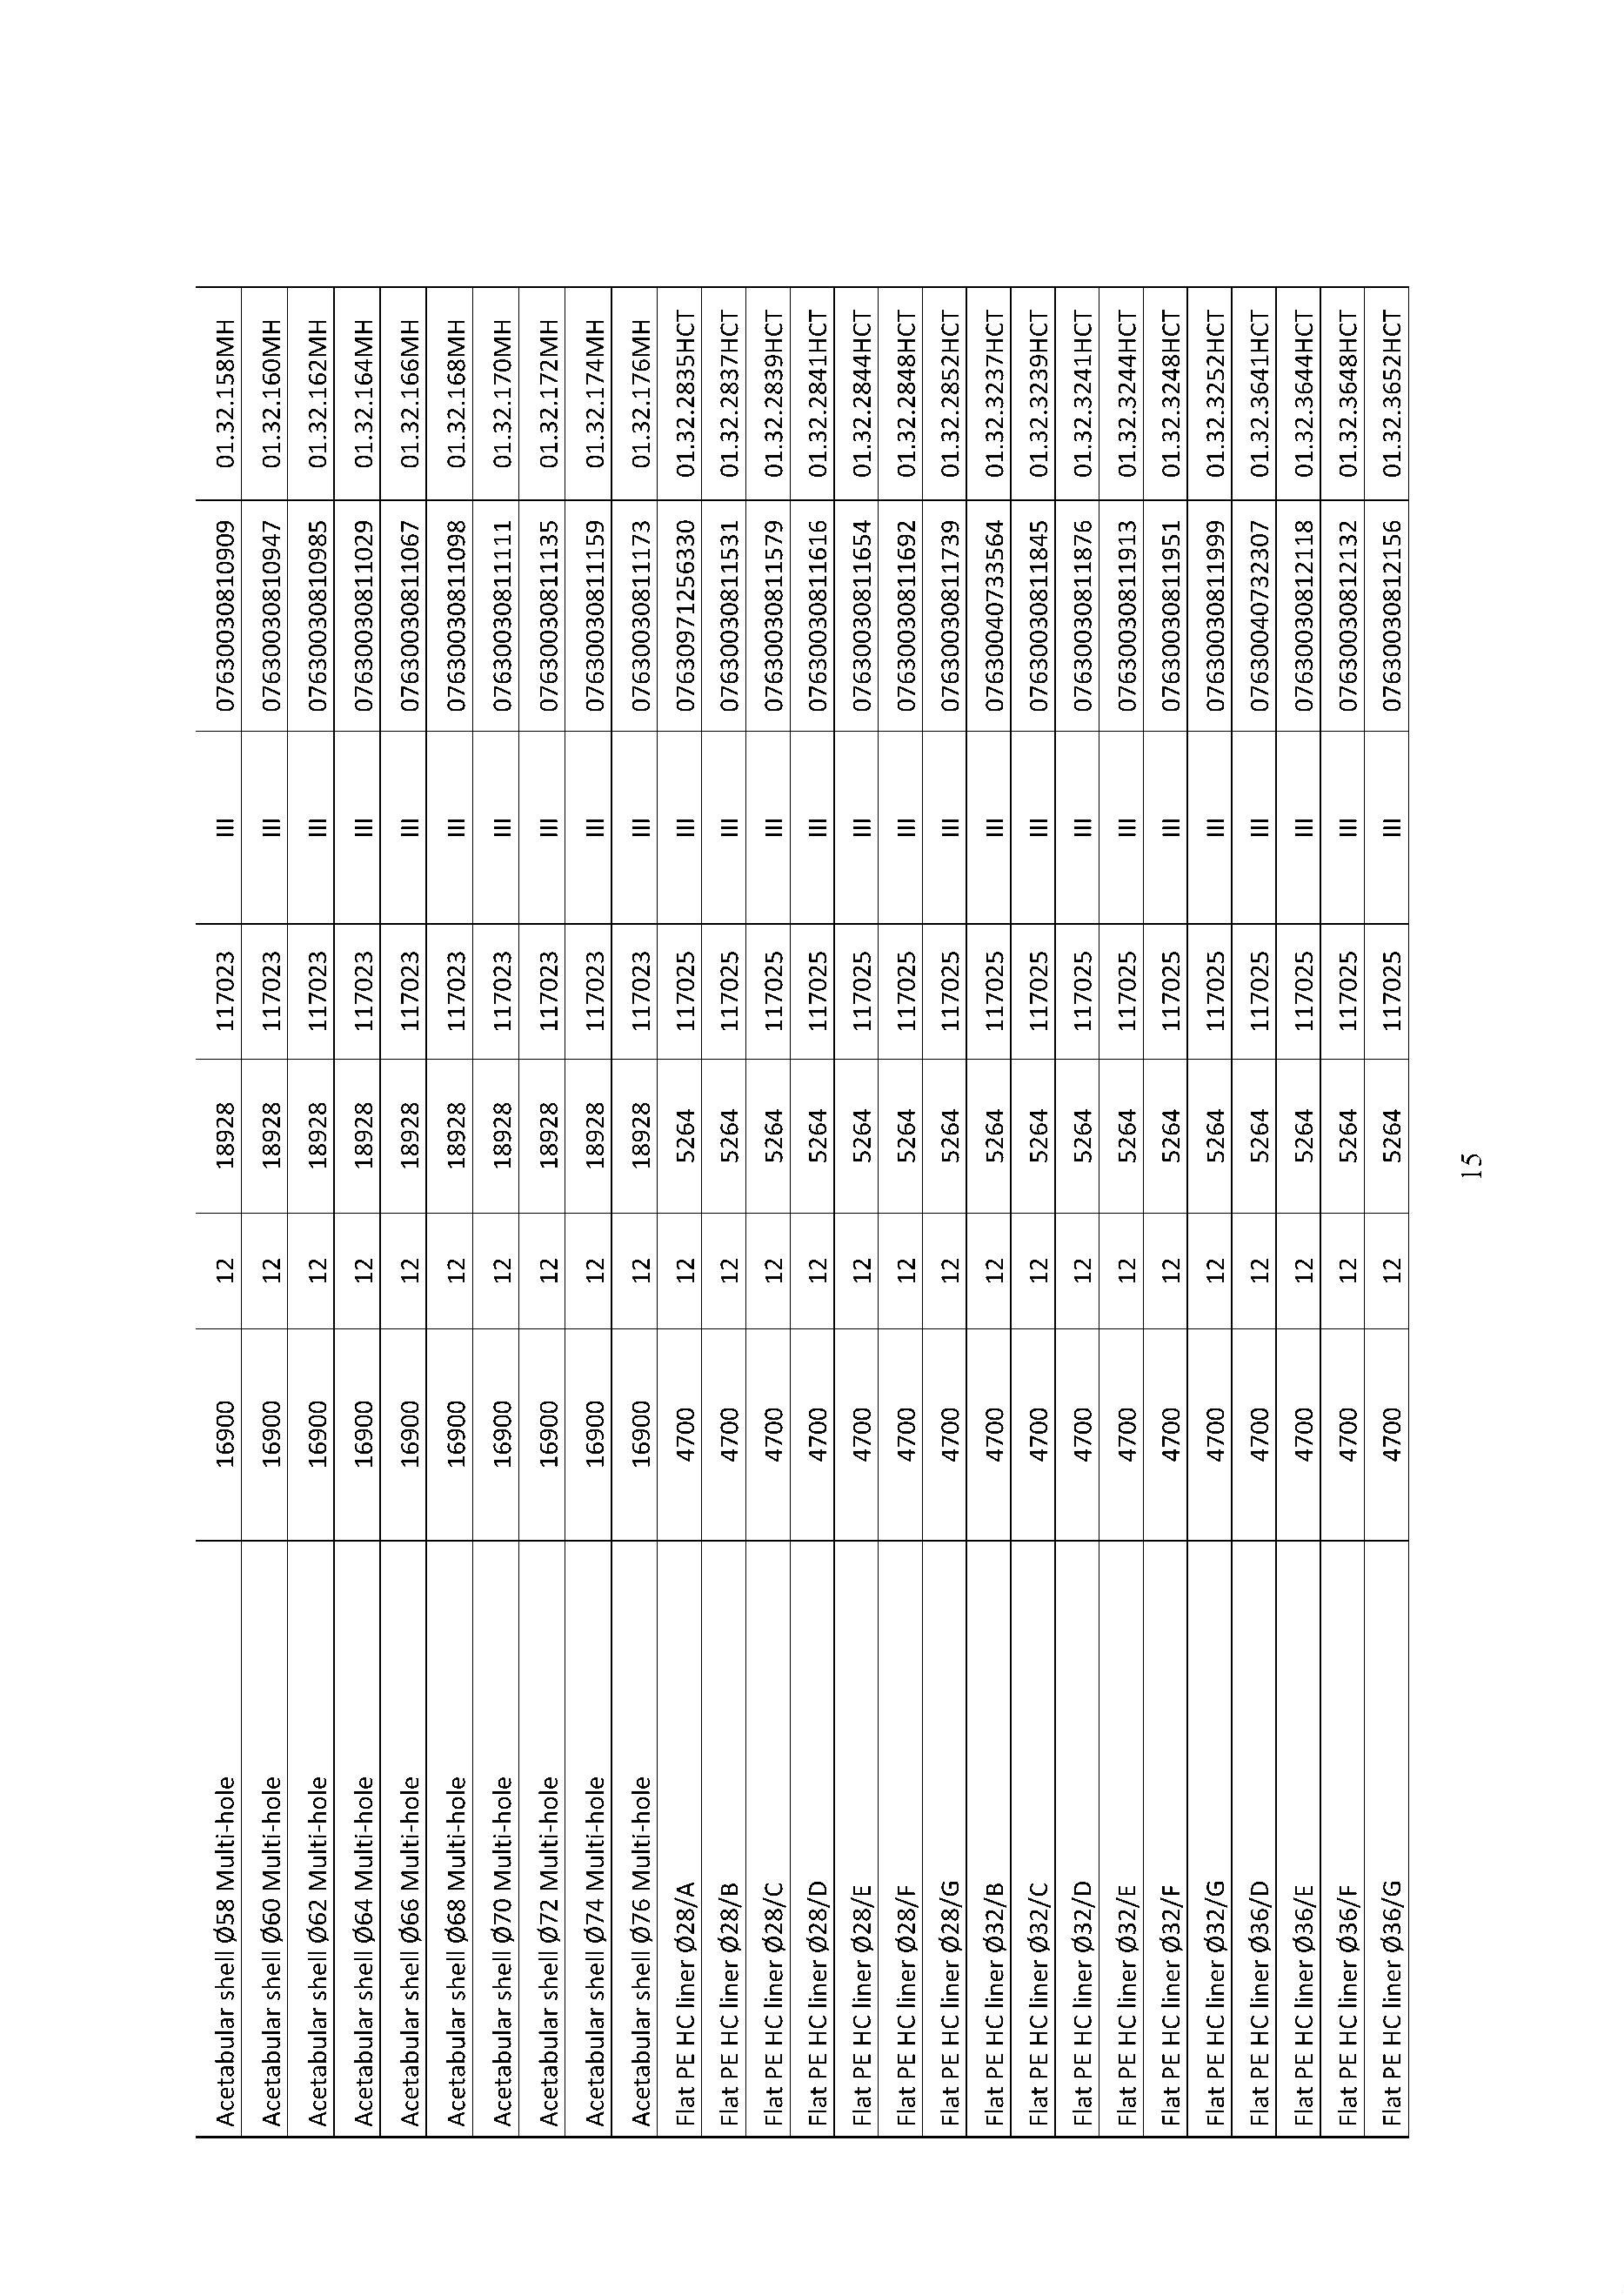 Acetabular shell Ø58 Multi-hole 16900 12 18928 117023 III 07630030810909 01.32.158MH
Acetabular shell Ø60 Multi-hole 16900 12 18928 117023 III 07630030810947 01.32.160MH
Acetabular shell Ø62 Multi-hole 16900 12 18928 117023 III 07630030810985 01.32.162MH
Acetabular shell Ø64 Multi-hole 16900 12 18928 117023 III 07630030811029 01.32.164MH
Acetabular shell Ø66 Multi-hole 16900 12 18928 117023 III 07630030811067 01.32.166MH
Acetabular shell Ø68 Multi-hole 16900 12 18928 117023 III 07630030811098 01.32.168MH
Acetabular shell Ø70 Multi-hole 16900 12 18928 117023 III 07630030811111 01.32.170MH
Acetabular shell Ø72 Multi-hole 16900 12 18928 117023 III 07630030811135 01.32.172MH
Acetabular shell Ø74 Multi-hole 16900 12 18928 117023 III 07630030811159 01.32.174MH
Acetabular shell Ø76 Multi-hole 16900 12 18928 117023 III 07630030811173 01.32.176MH
Flat PE HC liner Ø28/A 4700 12 5264 117025 III 07630971256330 01.32.2835HCT
Flat PE HC liner Ø28/B 4700 12 5264 117025 III 07630030811531 01.32.2837HCT
Flat PE HC liner Ø28/C 4700 12 5264 117025 III 07630030811579 01.32.2839HCT
Flat PE HC liner Ø28/D 4700 12 5264 117025 III 07630030811616 01.32.2841HCT
Flat PE HC liner Ø28/E 4700 12 5264 117025 III 07630030811654 01.32.2844HCT
Flat PE HC liner Ø28/F 4700 12 5264 117025 III 07630030811692 01.32.2848HCT
Flat PE HC liner Ø28/G 4700 12 5264 117025 III 07630030811739 01.32.2852HCT
Flat PE HC liner Ø32/B 4700 12 5264 117025 III 07630040733564 01.32.3237HCT
Flat PE HC liner Ø32/C 4700 12 5264 117025 III 07630030811845 01.32.3239HCT
Flat PE HC liner Ø32/D 4700 12 5264 117025 III 07630030811876 01.32.3241HCT
Flat PE HC liner Ø32/E 4700 12 5264 117025 III 07630030811913 01.32.3244HCT
Flat PE HC liner Ø32/F 4700 12 5264 117025 III 07630030811951 01.32.3248HCT
Flat PE HC liner Ø32/G 4700 12 5264 117025 III 07630030811999 01.32.3252HCT
Flat PE HC liner Ø36/D 4700 12 5264 117025 III 07630040732307 01.32.3641HCT
Flat PE HC liner Ø36/E 4700 12 5264 117025 III 07630030812118 01.32.3644HCT
Flat PE HC liner Ø36/F 4700 12 5264 117025 III 07630030812132 01.32.3648HCT
Flat PE HC liner Ø36/G 4700 12 5264 117025 III 07630030812156 01.32.3652HCT
15